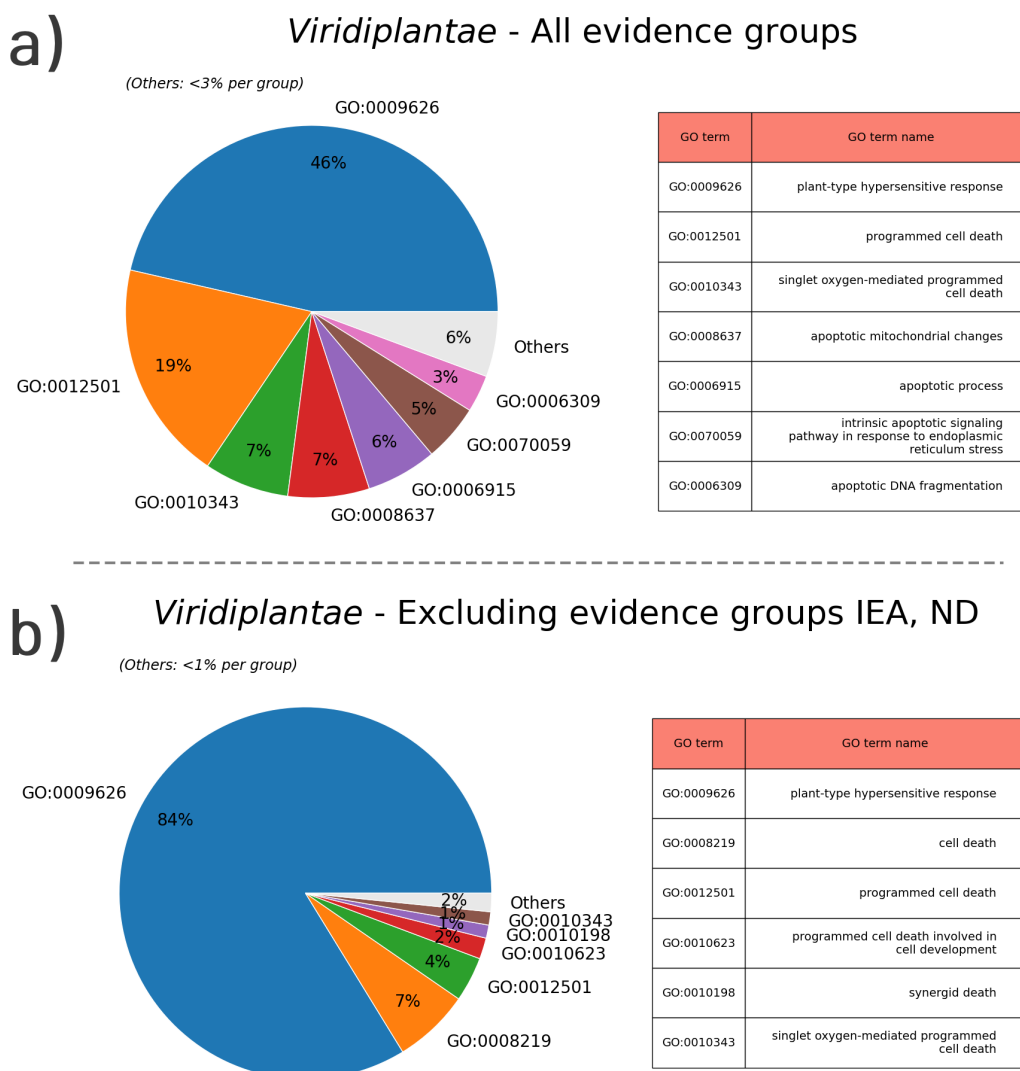 a)
Viridiplantae - All evidence groups
(Others: <3% per group)
GO:0009626
46%
19%
GO:0012501
7%
GO:0010343
7%
GO:0008637
6%
GO:0006915
5%
GO:0070059
3%
GO:0006309
6%
Others
GO term GO term name
GO:0009626 plant-type hypersensitive response
GO:0012501 programmed cell death
GO:0010343 singlet oxygen-mediated programmed
cell death
GO:0008637 apoptotic mitochondrial changes
GO:0006915 apoptotic process
GO:0070059 intrinsic apoptotic signaling
pathway in response to endoplasmic
reticulum stress
GO:0006309 apoptotic DNA fragmentation
b)
Viridiplantae - Excluding evidence groups IEA, ND
(Others: <1% per group)
GO:0009626
84%
2%
Others
1%
GO:0010343
1%
GO:0010198
2%
GO:0010623
4%
GO:0012501
7%
GO:0008219
GO term GO term name
GO:0009626 plant-type hypersensitive response
GO:0008219 cell death
GO:0012501 programmed cell death
GO:0010623 programmed cell death involved in
cell development
GO:0010198 synergid death
GO:0010343 singlet oxygen-mediated programmed
cell death